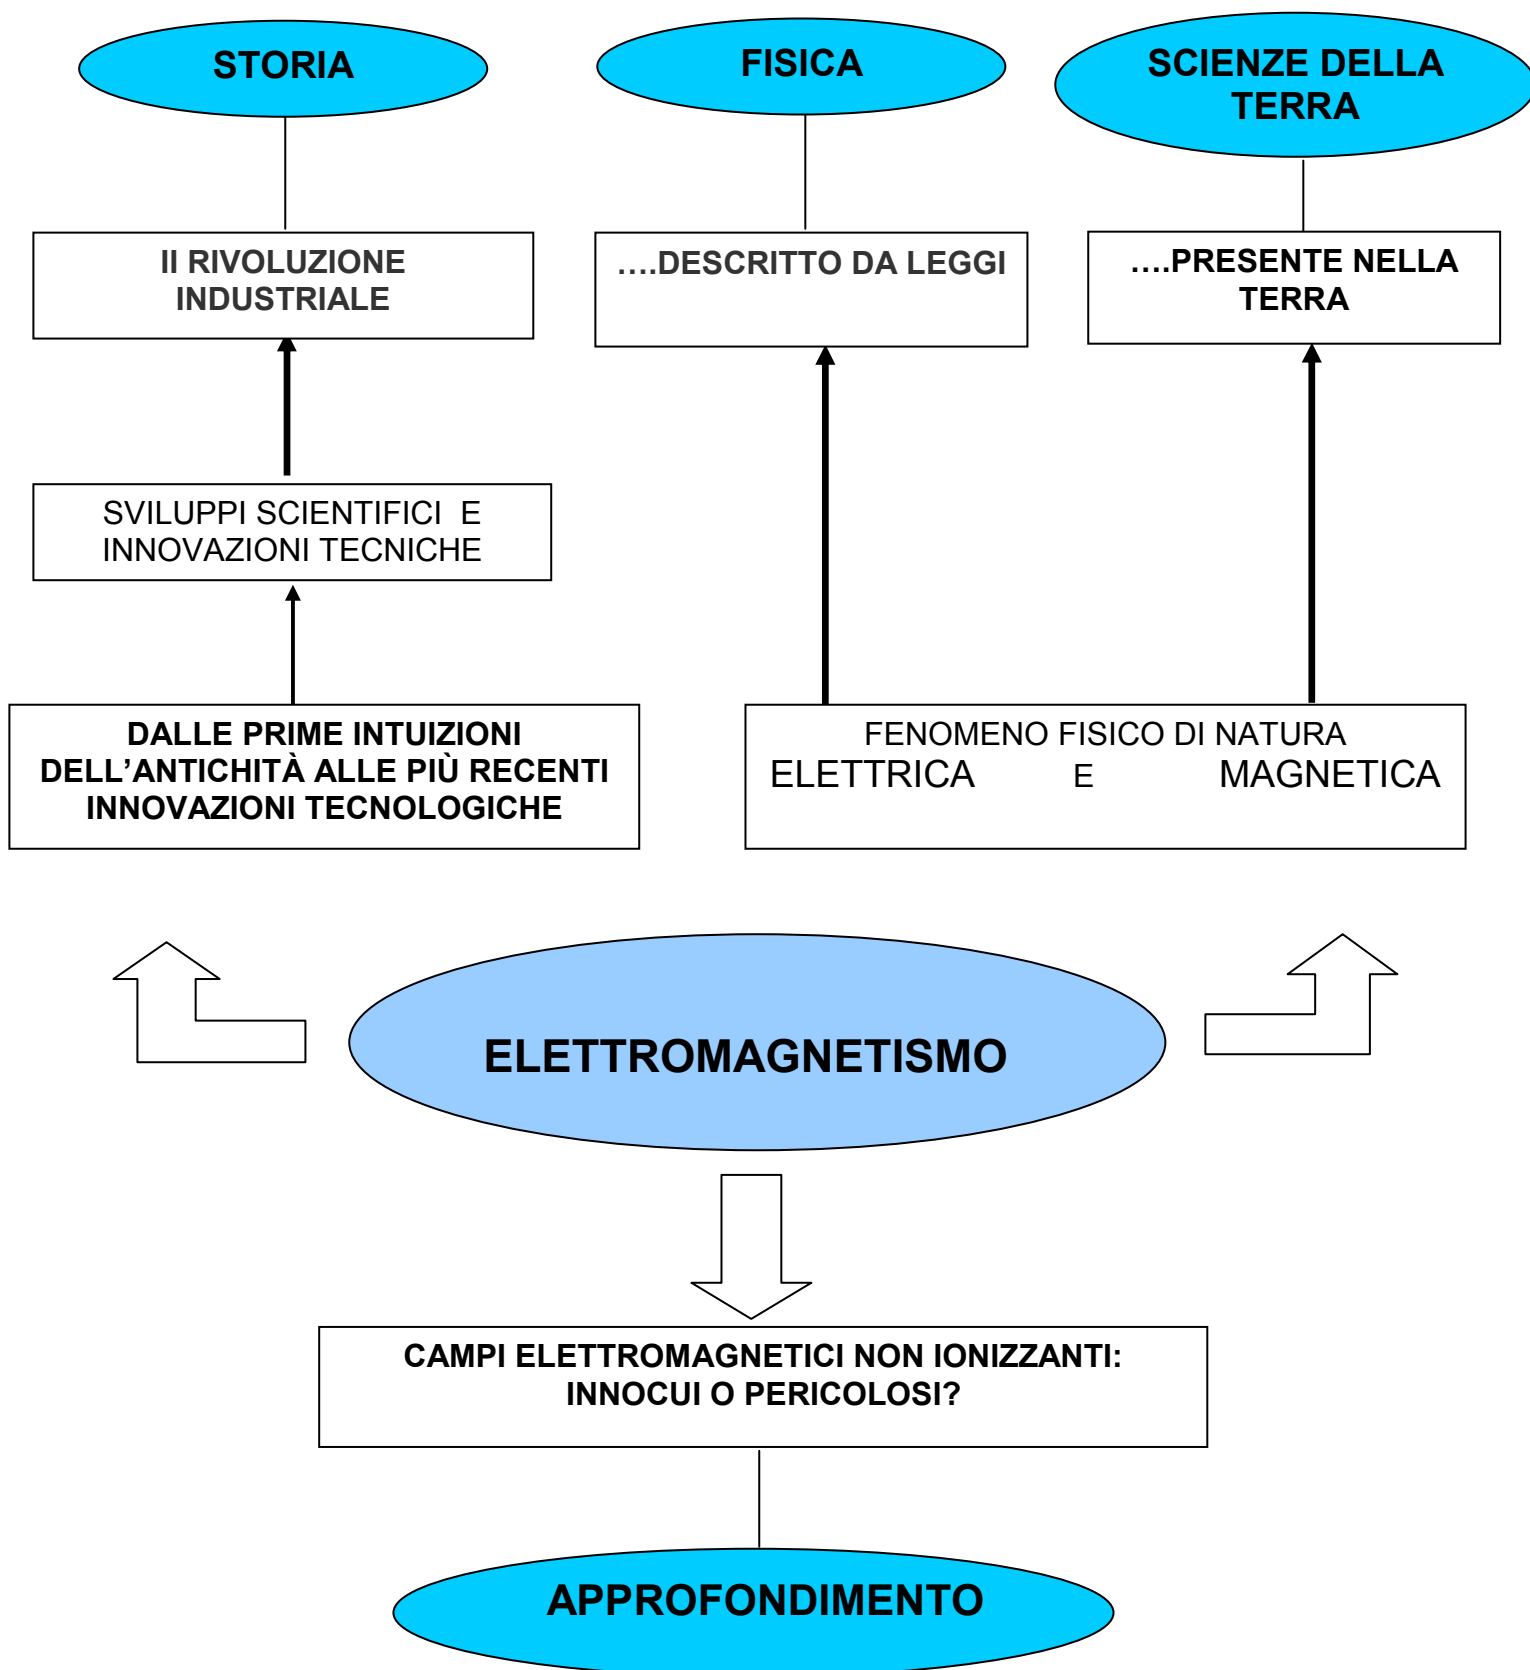 STORIA
FISICA
SCIENZE DELLA
TERRA
II RIVOLUZIONE
INDUSTRIALE
….DESCRITTO DA LEGGI
….PRESENTE NELLA
TERRA
SVILUPPI SCIENTIFICI E
INNOVAZIONI TECNICHE
DALLE PRIME INTUIZIONI
DELL’ANTICHITÀ ALLE PIÙ RECENTI
INNOVAZIONI TECNOLOGICHE
FENOMENO FISICO DI NATURA
ELETTRICA E MAGNETICA
ELETTROMAGNETISMO
CAMPI ELETTROMAGNETICI NON IONIZZANTI:
INNOCUI O PERICOLOSI?
APPROFONDIMENTO